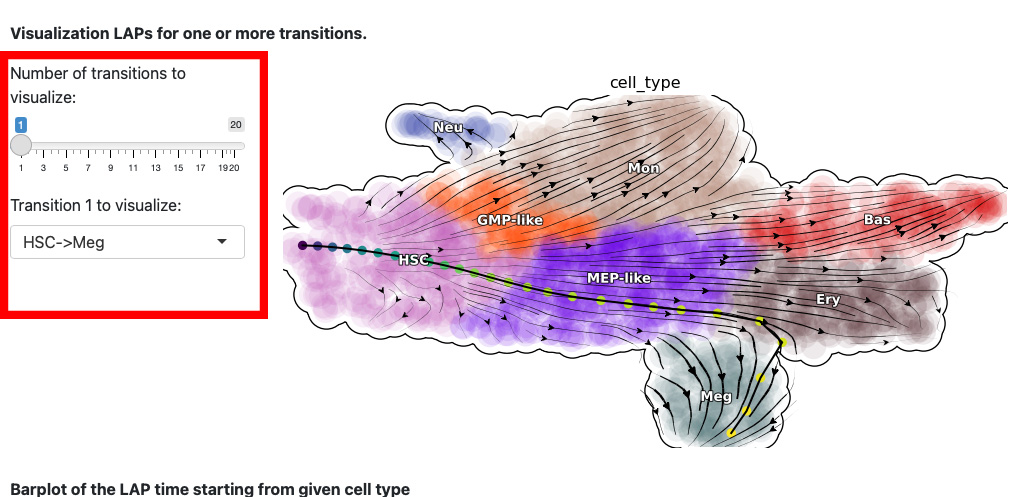 Visualization LAPs for one or more transitions.
Number of transitions to
visualize:
1 20
1 3 5 7 9 11 13 15 17 19 20
Transition 1 to visualize:
HSC->Meg
cell_type
Neu
Mon
GMP-like
Bas
HSC
MEP-like
Ery
Meg
Barplot of the LAP time starting from given cell type